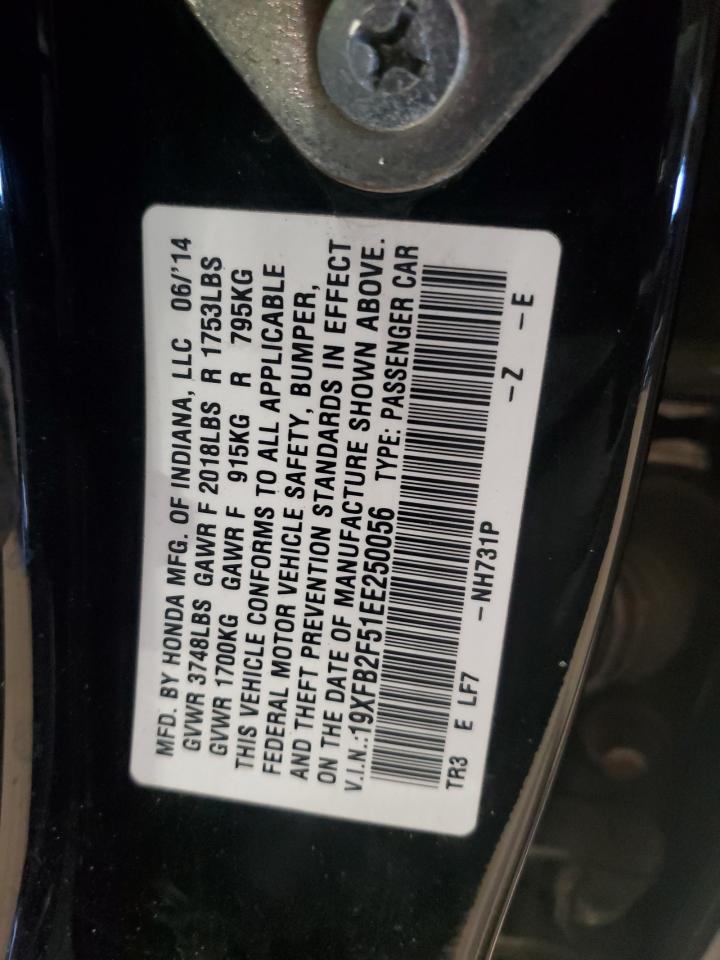 MFD. BY HONDA MFG. OF INDIANA, LLC 06/'14
GVWR 3748LBS GAWR F 2018LBS R 1753LBS
GVWR 1700KG GAWR F 915KG R 795KG
THIS VEHICLE CONFORMS TO ALL APPLICABLE
FEDERAL MOTOR VEHICLE SAFETY, BUMPER,
AND THEFT PREVENTION STANDARDS IN EFFECT
ON THE DATE OF MANUFACTURE SHOWN ABOVE.
V.I.N.:19XFB2F51EE250056 TYPE: PASSENGER CAR
TR3 E LF7 -NH731P -Z -E